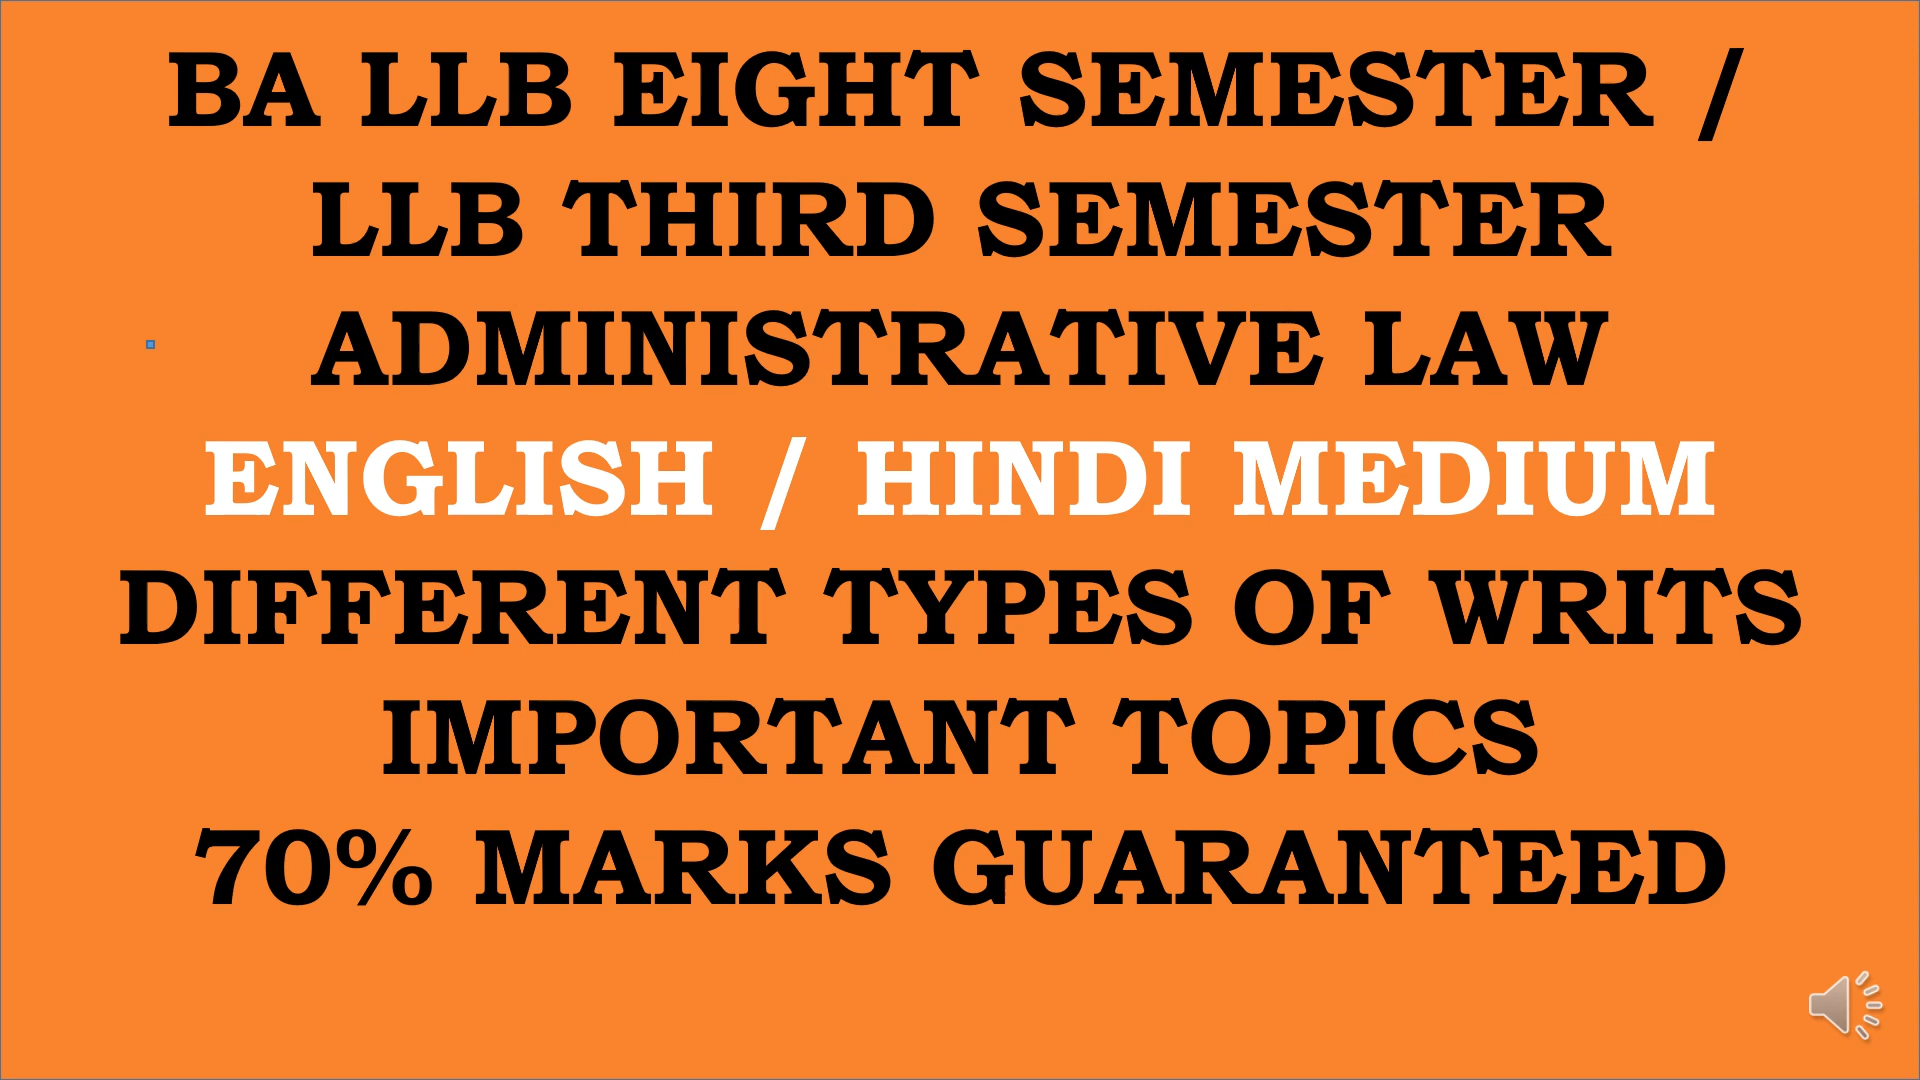 BA LLB EIGHT SEMESTER /
LLB THIRD SEMESTER
ADMINISTRATIVE LAW
ENGLISH / HINDI MEDIUM
DIFFERENT TYPES OF WRITS
IMPORTANT TOPICS
70% MARKS GUARANTEED